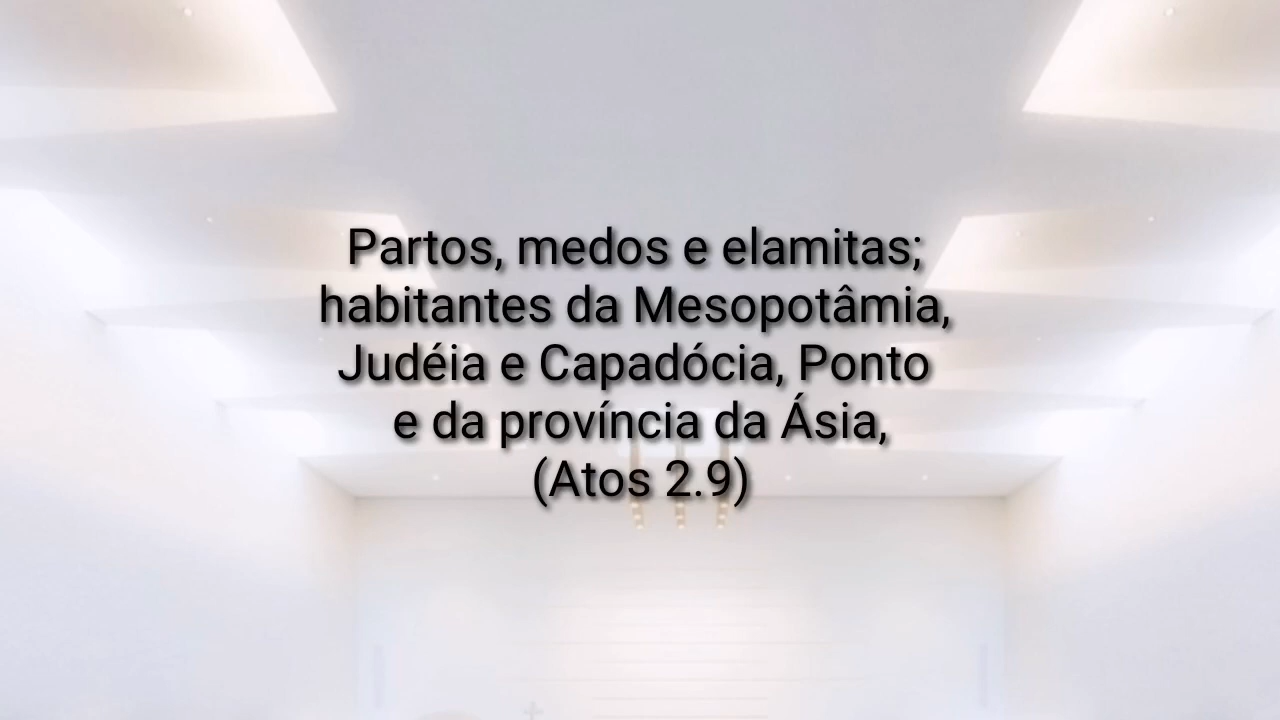 Partos, medos e elamitas;
habitantes da Mesopotâmia,
Judéia e Capadócia, Ponto
e da província da Ásia,
(Atos 2.9)